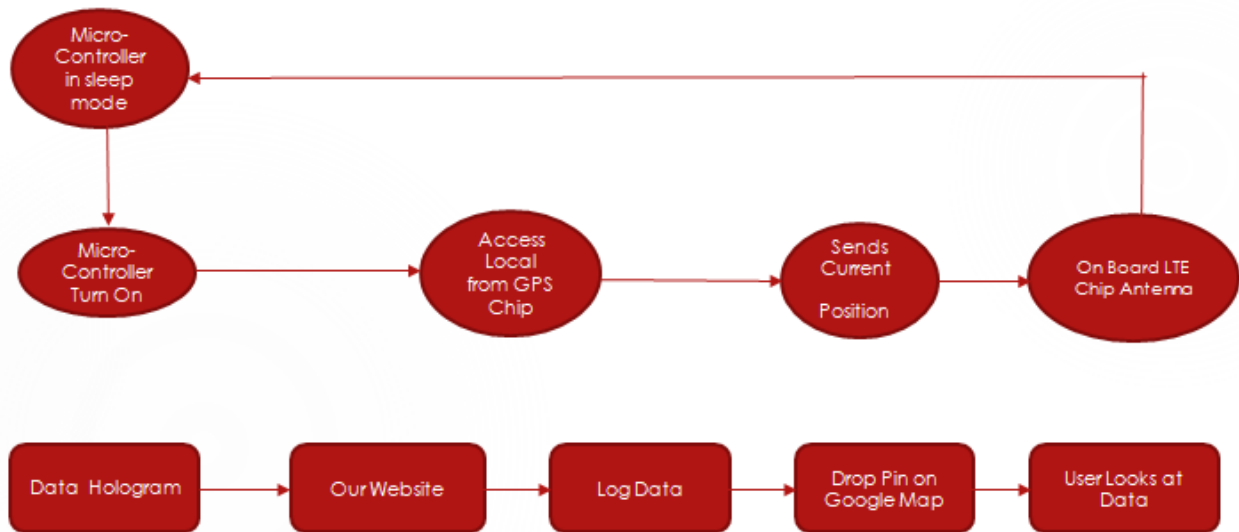 Micro-
Controller
in sleep
mode
Micro-
Controller
Turn On
Access
Local
from GPS
Chip
Sends
Current
Position
On Board LTE
Chip Antenna
Data Hologram
Our Website
Log Data
Drop Pin on
Google Map
User Looks at
Data